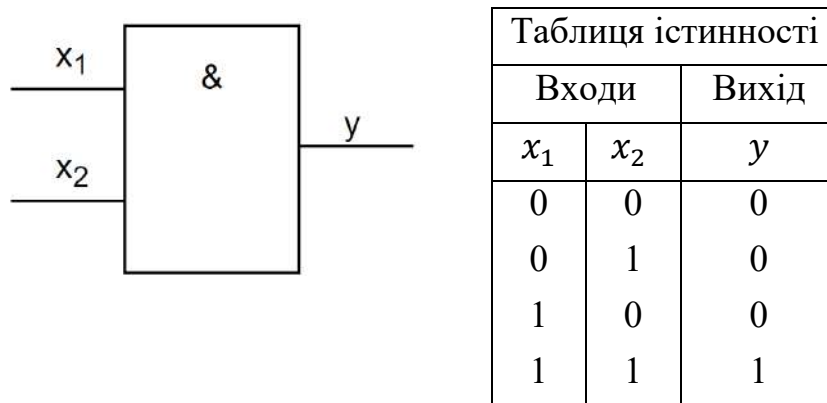 x1
&
x2
y
Таблиця істинності
Входи Вихід
x1 x2 y
0 0 0
0 1 0
1 0 0
1 1 1